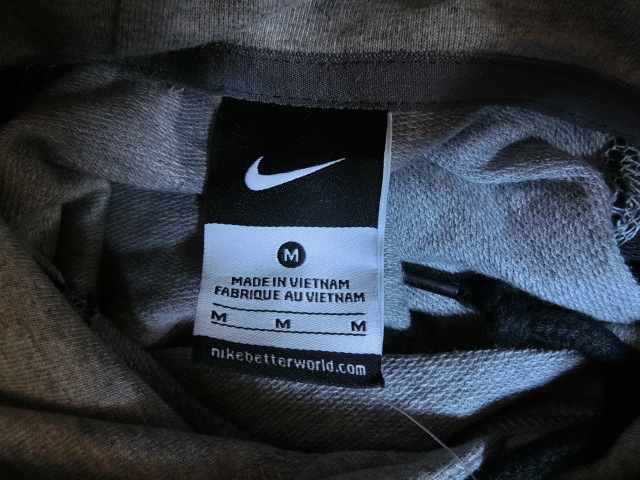 M
MADE IN VIETNAM
FABRIQUE AU VIETNAM
M M M
nikebetterworld.com